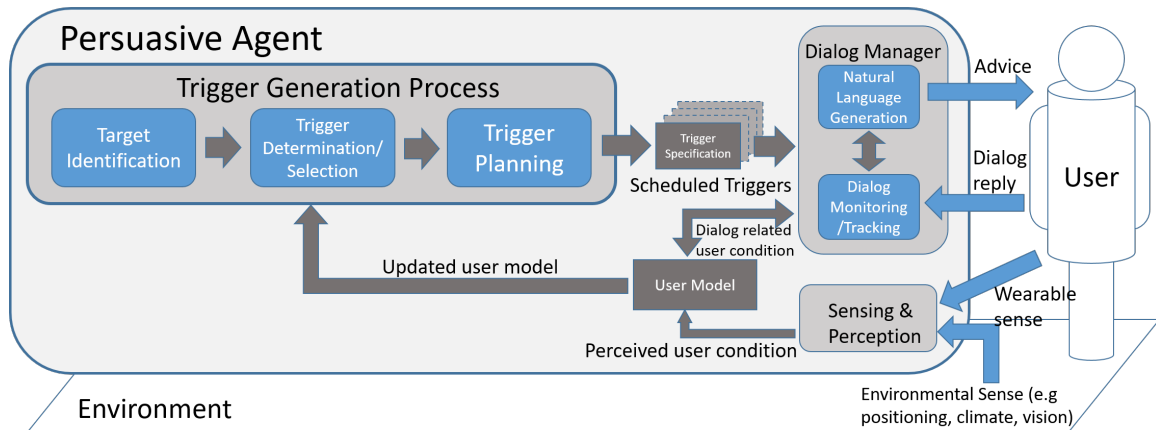 Persuasive Agent
Trigger Generation Process
Target
Identification
Trigger
Determination/
Selection
Trigger
Planning
Trigger
Specification
Scheduled Triggers
Dialog Manager
Natural
Language
Generation
Dialog
Monitoring
/Tracking
Advice
Dialog
reply
User
Dialog related
user condition
Updated user model
User Model
Sensing &
Perception
Wearable
sense
Perceived user condition
Environmental Sense (e.g
positioning, climate, vision)
Environment